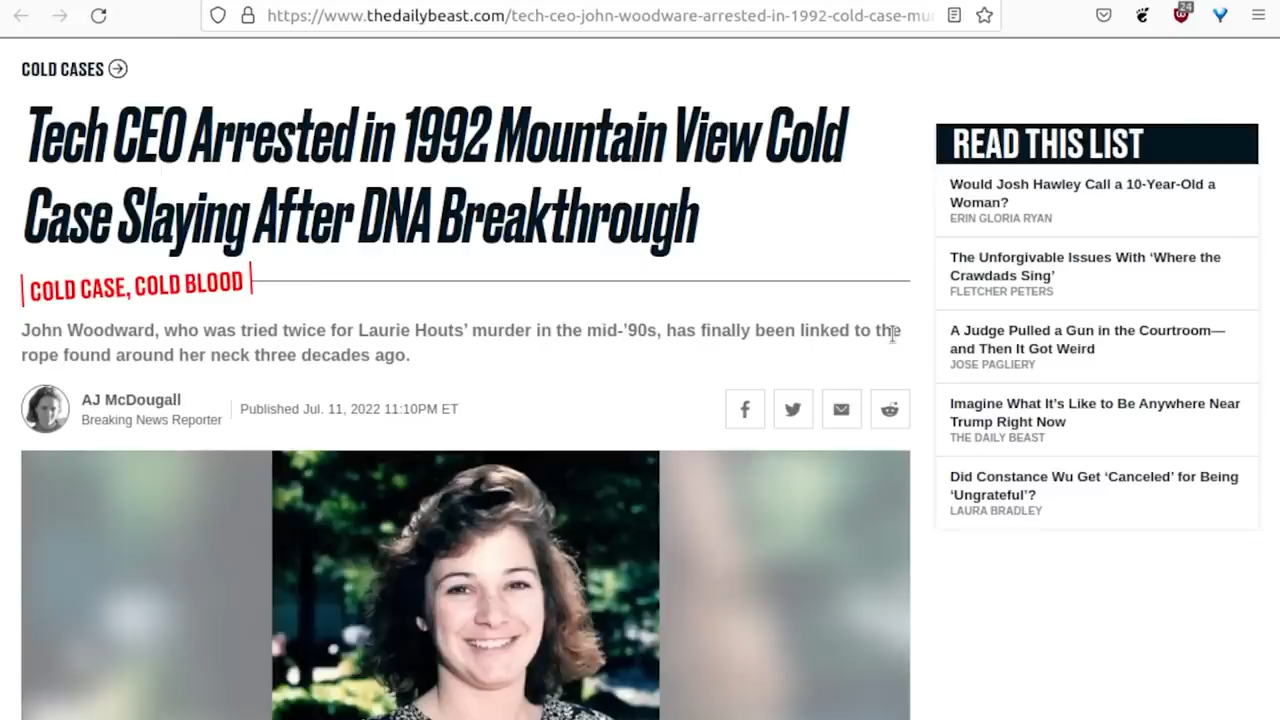 https://www.thedailybeast.com/tech-ceo-john-woodware-arrested-in-1992-cold-case-mu
24
COLD CASES
Tech CEO Arrested in 1992 Mountain View Cold
Case Slaying After DNA Breakthrough
COLD CASE, COLD BLOOD
John Woodward, who was tried twice for Laurie Houts’ murder in the mid-’90s, has finally been linked to the
rope found around her neck three decades ago.
AJ McDougall
Breaking News Reporter
Published Jul. 11, 2022 11:10PM ET
READ THIS LIST
Would Josh Hawley Call a 10-Year-Old a
Woman?
ERIN GLORIA RYAN
The Unforgivable Issues With ‘Where the
Crawdads Sing’
FLETCHER PETERS
A Judge Pulled a Gun in the Courtroom—
and Then It Got Weird
JOSE PAGLIERY
Imagine What It’s Like to Be Anywhere Near
Trump Right Now
THE DAILY BEAST
Did Constance Wu Get ‘Canceled’ for Being
‘Ungrateful’?
LAURA BRADLEY